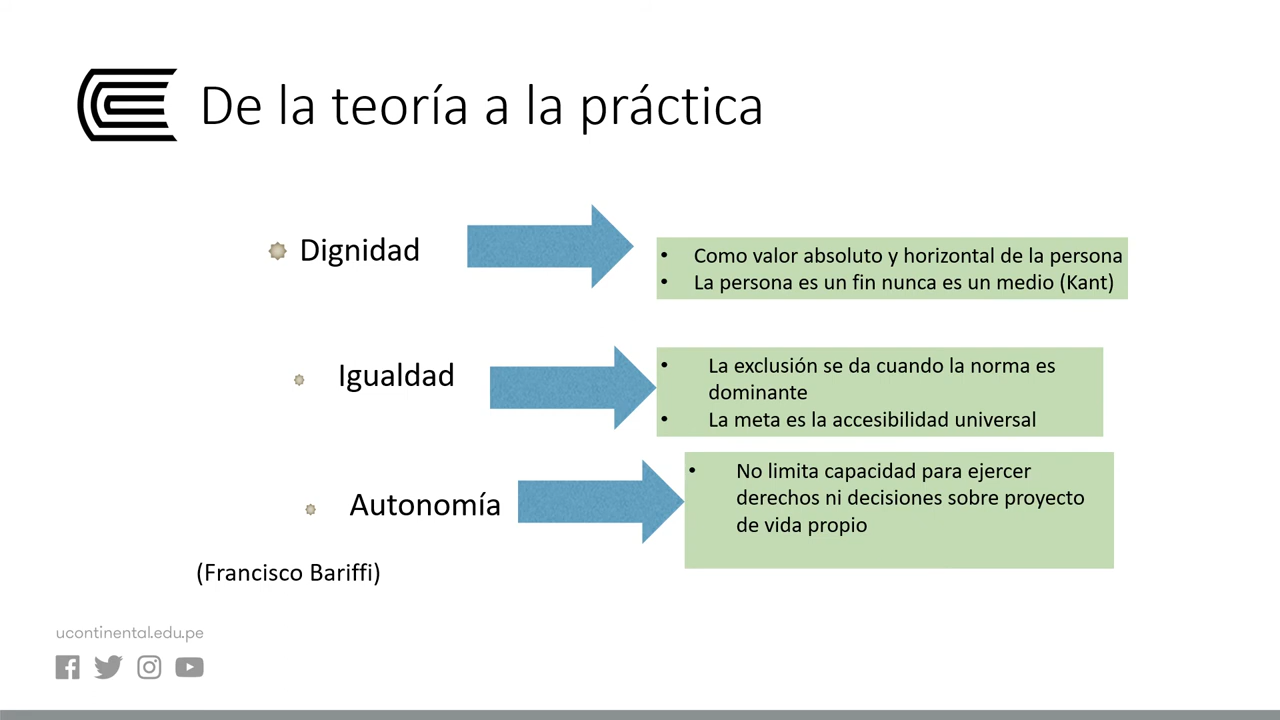 De la teoría a la práctica
Dignidad
• Como valor absoluto y horizontal de la persona
• La persona es un fin nunca es un medio (Kant)
Igualdad
• La exclusión se da cuando la norma es
dominante
• La meta es la accesibilidad universal
Autonomía
• No limita capacidad para ejercer
derechos ni decisiones sobre proyecto
de vida propio
(Francisco Bariffi)
ucontinental.edu.pe